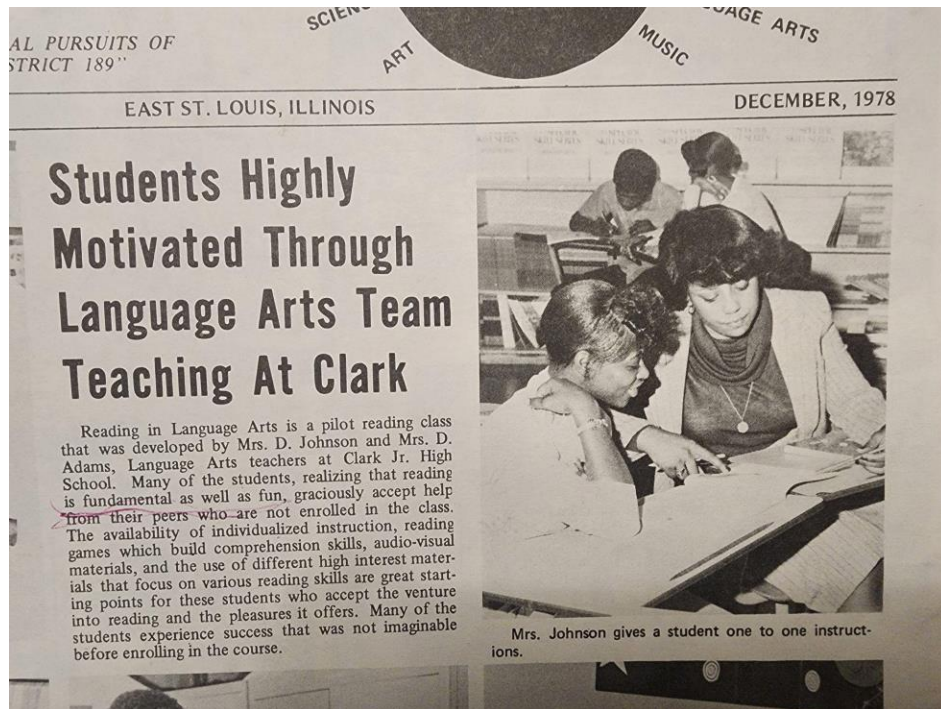 ART
MUSIC
AGE ARTS
AL PURSUITS OF
STRICT 189"
EAST ST. LOUIS, ILLINOIS
DECEMBER, 1978
Students Highly
Motivated Through
Language Arts Team
Teaching At Clark
Reading in Language Arts is a pilot reading class
that was developed by Mrs. D. Johnson and Mrs. D.
Adams, Language Arts teachers at Clark Jr. High
School. Many of the students, realizing that reading
is fundamental as well as fun, graciously accept help
from their peers who are not enrolled in the class.
The availability of individualized instruction, reading
games which build comprehension skills, audio-visual
materials, and the use of different high interest mater-
ials that focus on various reading skills are great start-
ing points for these students who accept the venture
into reading and the pleasures it offers. Many of the
students experience success that was not imaginable
before enrolling in the course.
Mrs. Johnson gives a student one to one instruct-
ions.